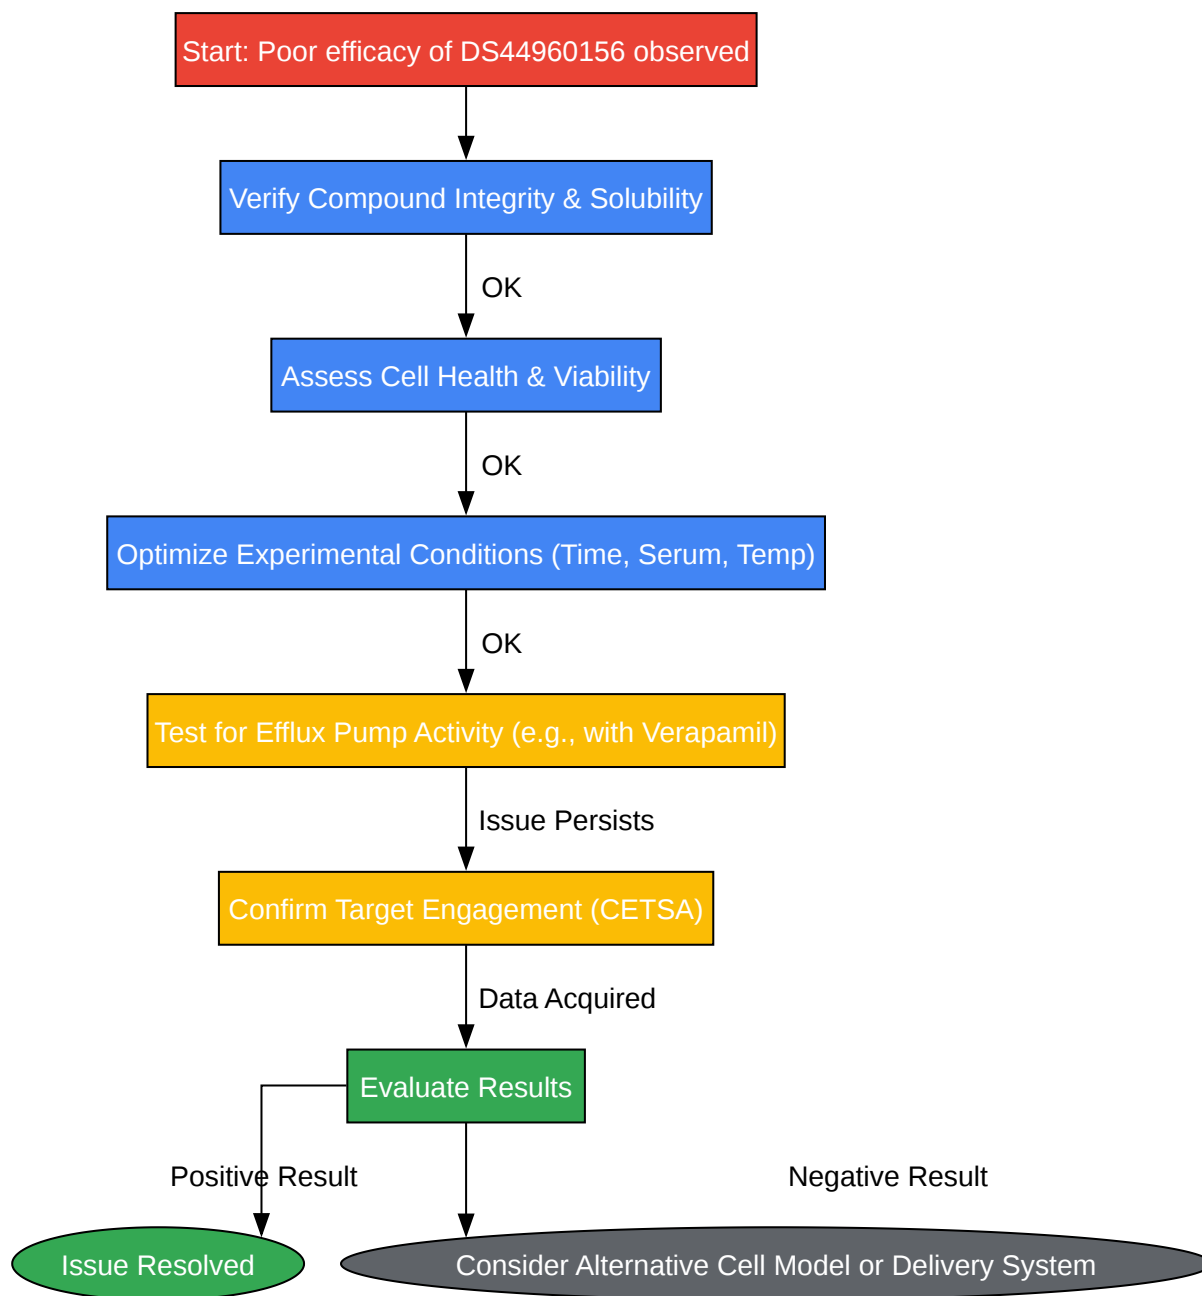 Start: Poor efficacy of DS44960156 observed
Verify Compound Integrity & Solubility
OK
Assess Cell Health & Viability
OK
Optimize Experimental Conditions (Time, Serum, Temp)
OK
Test for Efflux Pump Activity (e.g., with Verapamil)
Issue Persists
Confirm Target Engagement (CETSA)
Data Acquired
Evaluate Results
Positive Result
Negative Result
Issue Resolved
Consider Alternative Cell Model or Delivery System